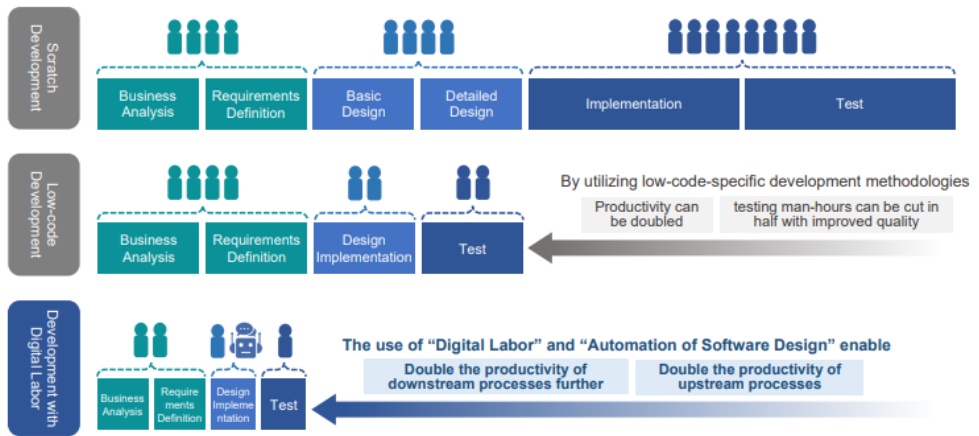 Scratch
Development
Business
Analysis
Requirements
Definition
Basic
Design
Detailed
Design
Implementation
Test
Low-code
Development
Business
Analysis
Requirements
Definition
Design
Implementation
Test
By utilizing low-code-specific development methodologies
Productivity can
be doubled
testing man-hours can be cut in
half with improved quality
Development with
Digital Labor
Business
Analysis
Require
ments
Definition
Design
Impleme
ntation
Test
The use of “Digital Labor” and “Automation of Software Design” enable
Double the productivity of
downstream processes further
Double the productivity of
upstream processes